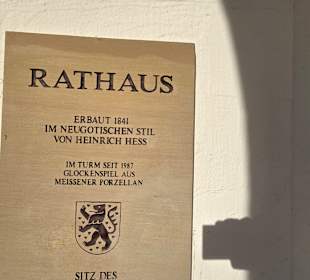 RATHAUS
ERBAUT 1841
IM NEUGOTISCHEN STIL
VON HEINRICH HESS
IM TURM SEIT 1987
GLOCKENSPIEL AUS
MEISSENER PORZELLAN
SITZ DES